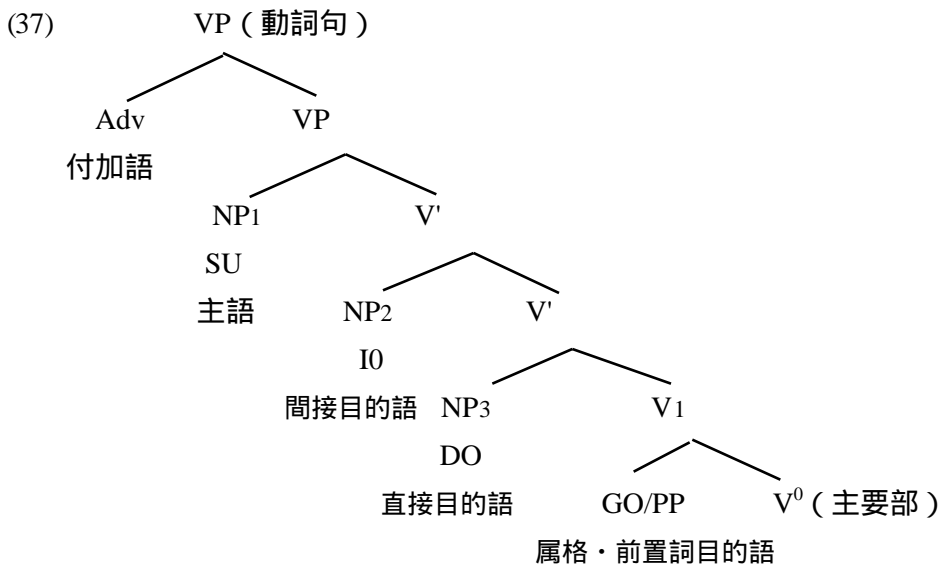 (37) VP（動詞句）
Adv VP
付加語
NP1 V'
SU
主語 NP2 V'
I0
間接目的語 NP3 V1
DO
直接目的語 GO/PP V⁰（主要部）
属格・前置詞目的語